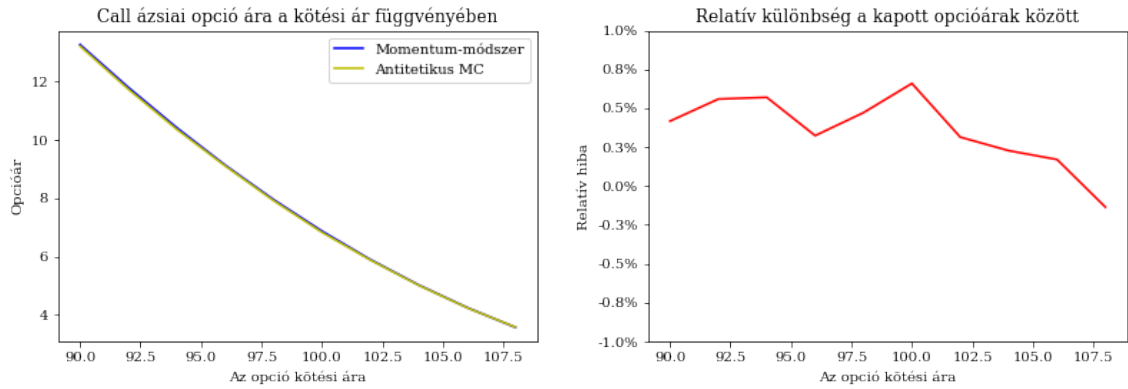 Call ázsiai opció ára a kötési ár függvényében
Momentum-módszer
Antitetikus MC
12
10
8
6
4
Opcióár
90.0 92.5 95.0 97.5 100.0 102.5 105.0 107.5
Az opció kötési ára
Relatív különbség a kapott opcióárak között
1.0%
0.8%
0.5%
0.3%
0.0%
-0.3%
-0.5%
-0.8%
-1.0%
Relatív hiba
90.0 92.5 95.0 97.5 100.0 102.5 105.0 107.5
Az opció kötési ára